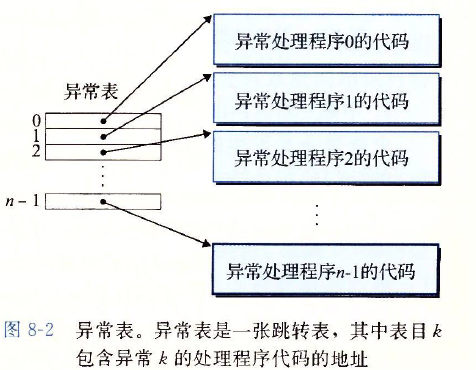 异常处理程序0的代码
异常表
异常处理程序1的代码
0
1
2
异常处理程序2的代码
n-1
异常处理程序n-1的代码
图 8-2 异常表。异常表是一张跳转表，其中表目 k
包含异常 k 的处理程序代码的地址